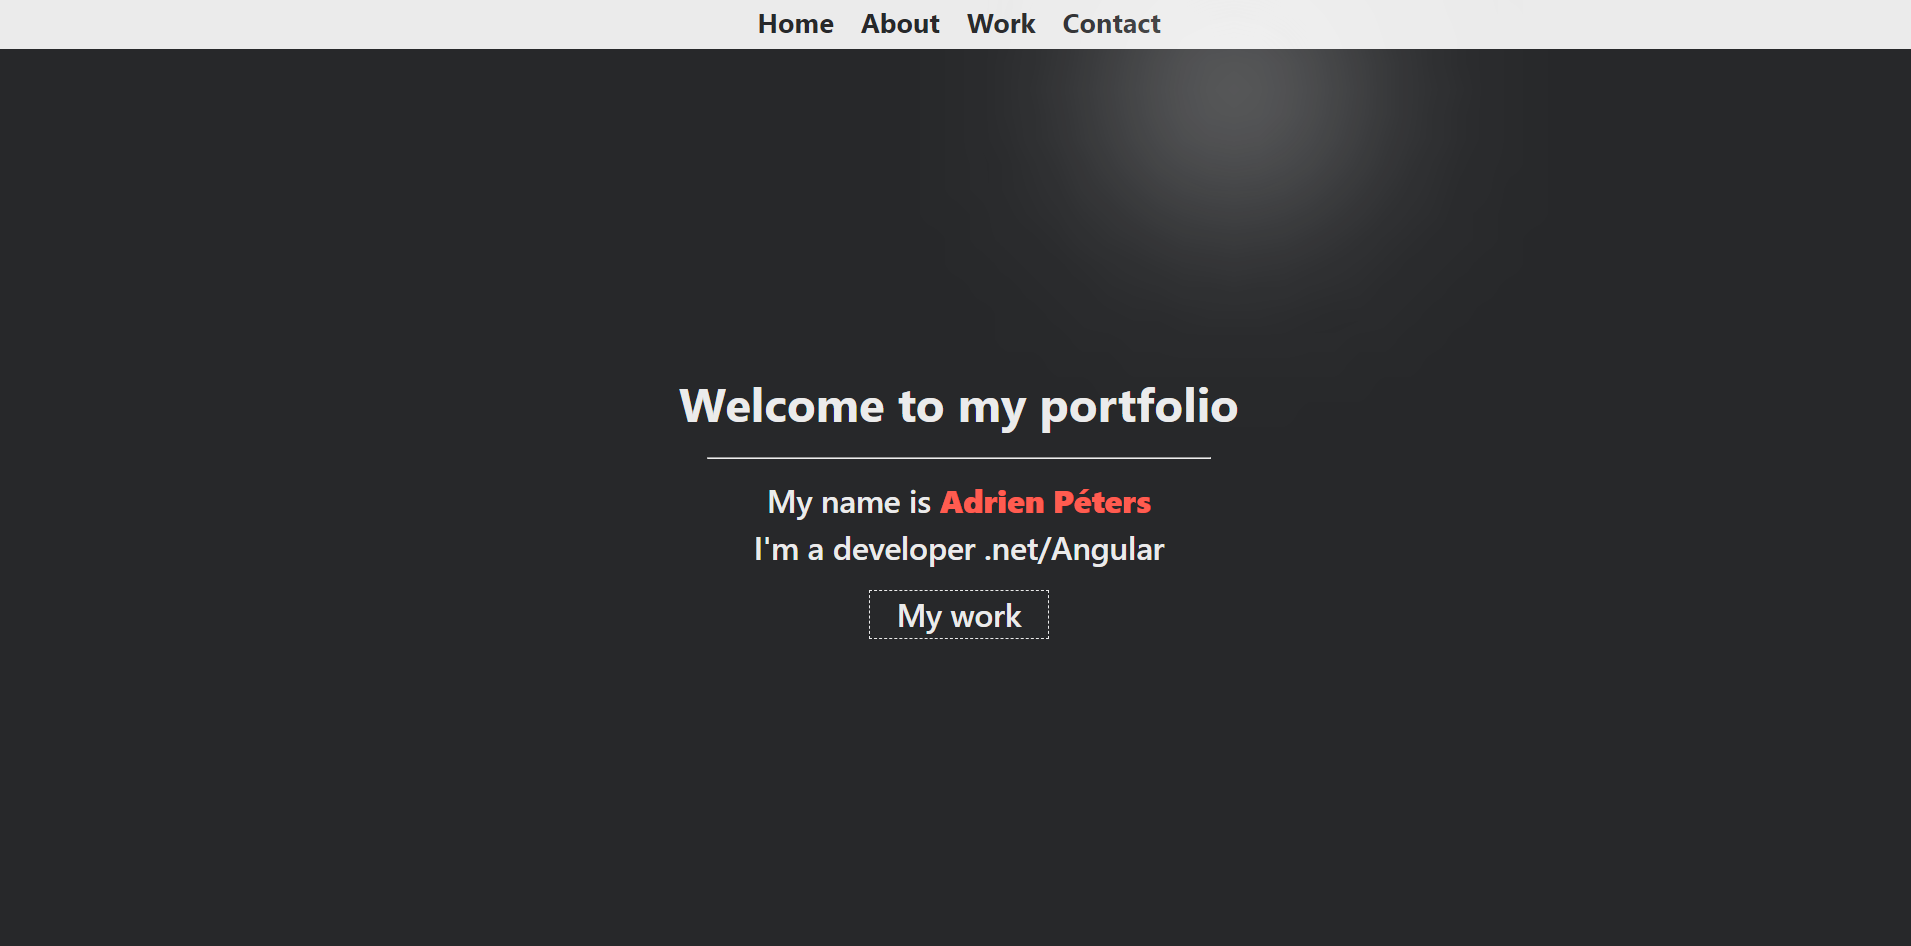 Home About Work Contact
Welcome to my portfolio
My name is Adrien Péters
I'm a developer .net/Angular
My work